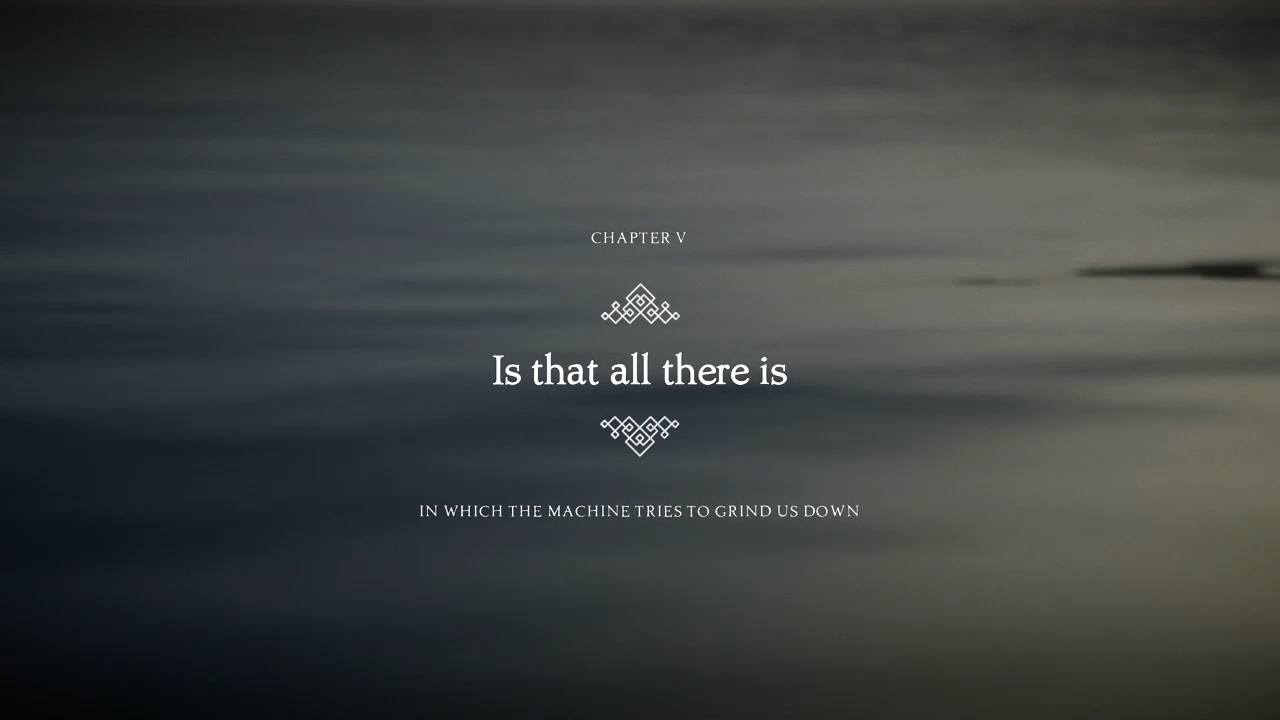 CHAPTER V
Is that all there is
IN WHICH THE MACHINE TRIES TO GRIND US DOWN